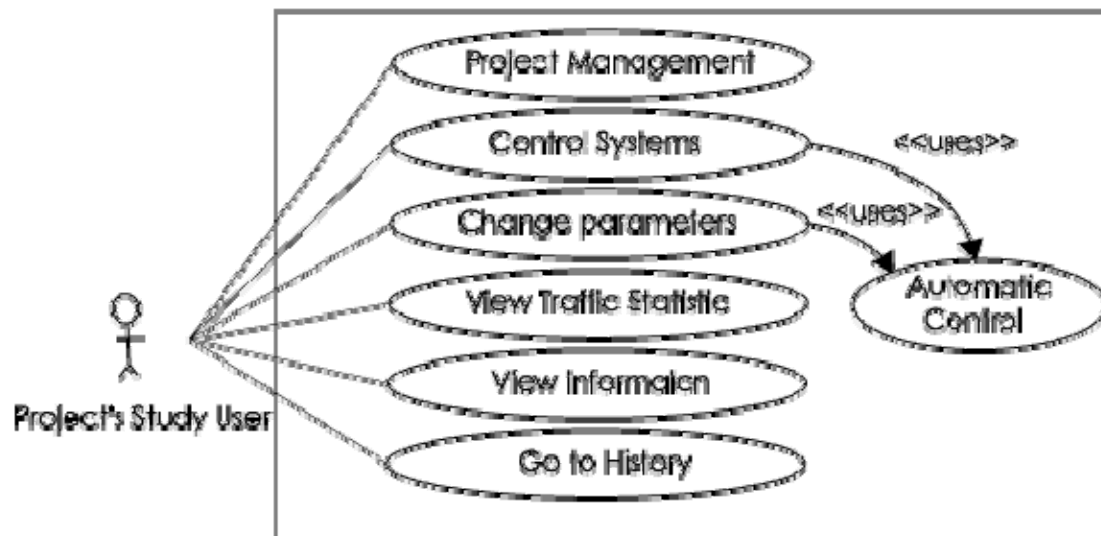 Project Management
Control Systems
<<uses>>
Change parameters
<<uses>>
Automatic
Control
View Traffic Statistic
View Informaion
Project's Study User
Go to History